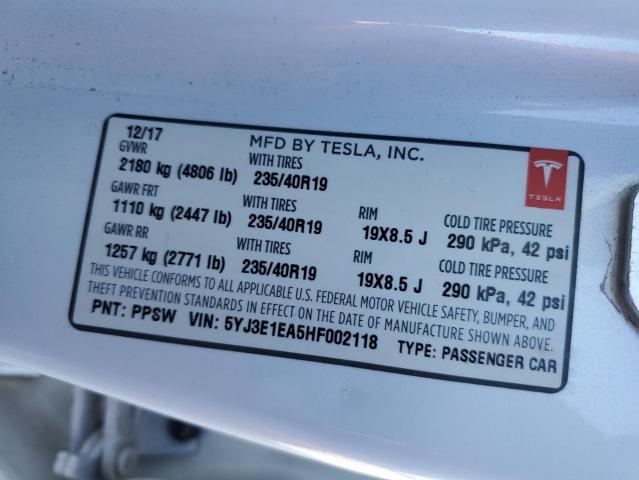 12/17 MFD BY TESLA, INC.
GVWR WITH TIRES
2180 kg (4806 lb) 235/40R19
GAWR FRT WITH TIRES RIM COLD TIRE PRESSURE
1110 kg (2447 lb) 235/40R19 19X8.5 J 290 kPa, 42 psi
GAWR RR WITH TIRES RIM COLD TIRE PRESSURE
1257 kg (2771 lb) 235/40R19 19X8.5 J 290 kPa, 42 psi
THIS VEHICLE CONFORMS TO ALL APPLICABLE U.S. FEDERAL MOTOR VEHICLE SAFETY, BUMPER, AND
THEFT PREVENTION STANDARDS IN EFFECT ON THE DATE OF MANUFACTURE SHOWN ABOVE.
PNT: PPSW VIN: 5YJ3E1EA5HF002118 TYPE: PASSENGER CAR
TESLA